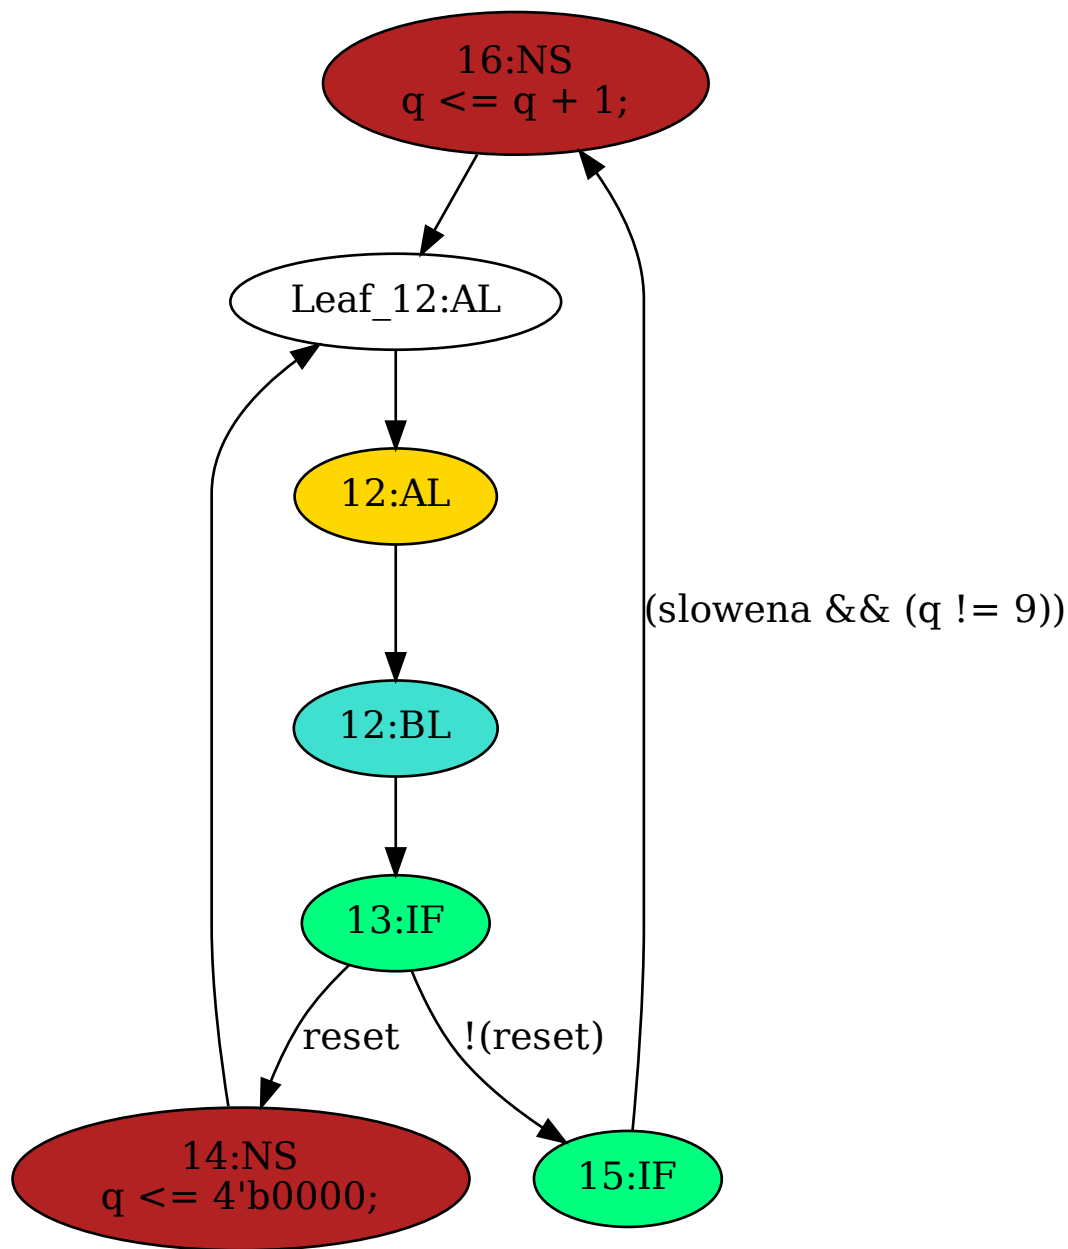 16:NS
q <= q + 1;
Leaf_12:AL
12:AL
(slowena && (q != 9))
12:BL
13:IF
reset
!(reset)
14:NS
q <= 4'b0000;
15:IF